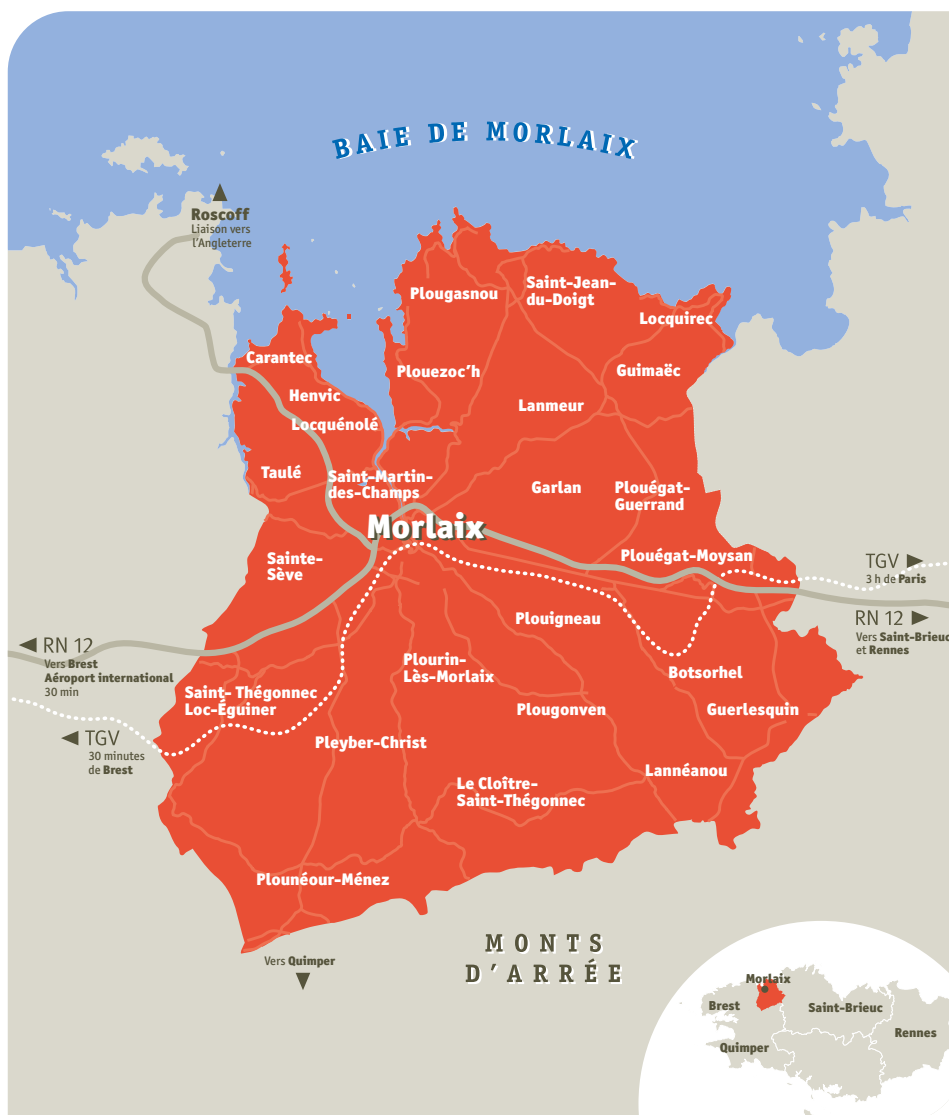 BAIE DE MORLAIX
Roscoff
Liaison vers
l'Angleterre
Plougasnou
Saint-Jean-
du-Doigt
Locquirec
Carantec
Plouezoc'h
Guimaëc
Henvic
Lanmeur
Locquénolé
Taulé
Saint-Martin-
des-Champs
Garlan
Plouégat-
Guerrand
Morlaix
Sainte-
Sève
Plouégat-Moysan
TGV
3 h de Paris
Plouigneau
RN 12
Vers Saint-Brieuc
et Rennes
RN 12
Vers Brest
Aéroport international
30 min
Plourin-
Lès-Morlaix
Botsorhel
Saint- Thégonnec
Loc-Éguiner
Plougonven
Guerlesquin
TGV
30 minutes
de Brest
Pleyber-Christ
Lannéanou
Le Cloître-
Saint-Thégonnec
Plounéour-Ménez
MONTS
D'ARRÉE
Vers Quimper
Morlaix
Brest
Saint-Brieuc
Rennes
Quimper